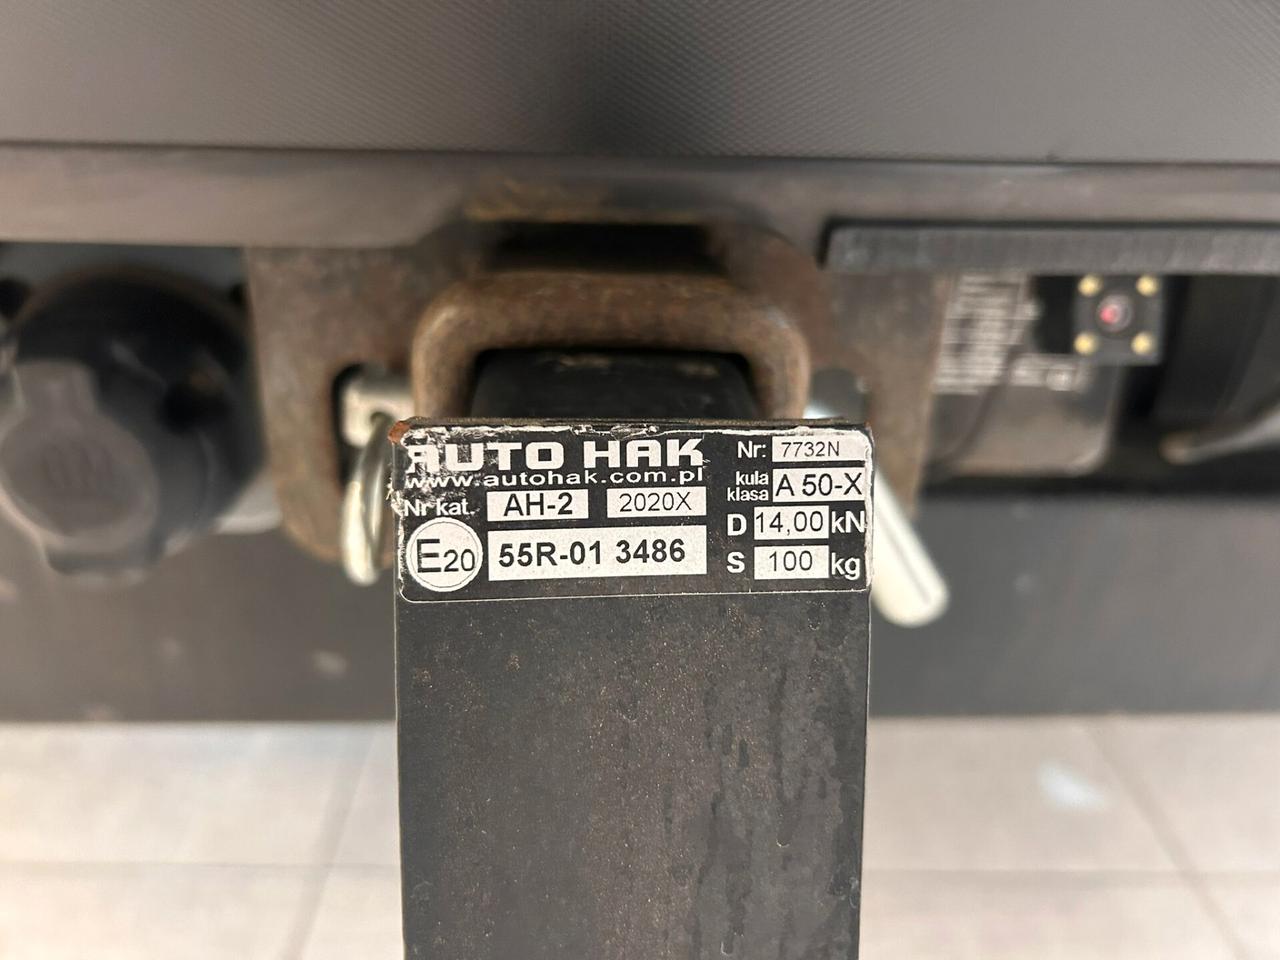 AUTO HAK
www.autohak.com.pl
Nr kat. AH-2 2020X
E20 55R-01 3486
Nr: 7732N
kula klasa A 50-X
D 14,00 kN
S 100 kg